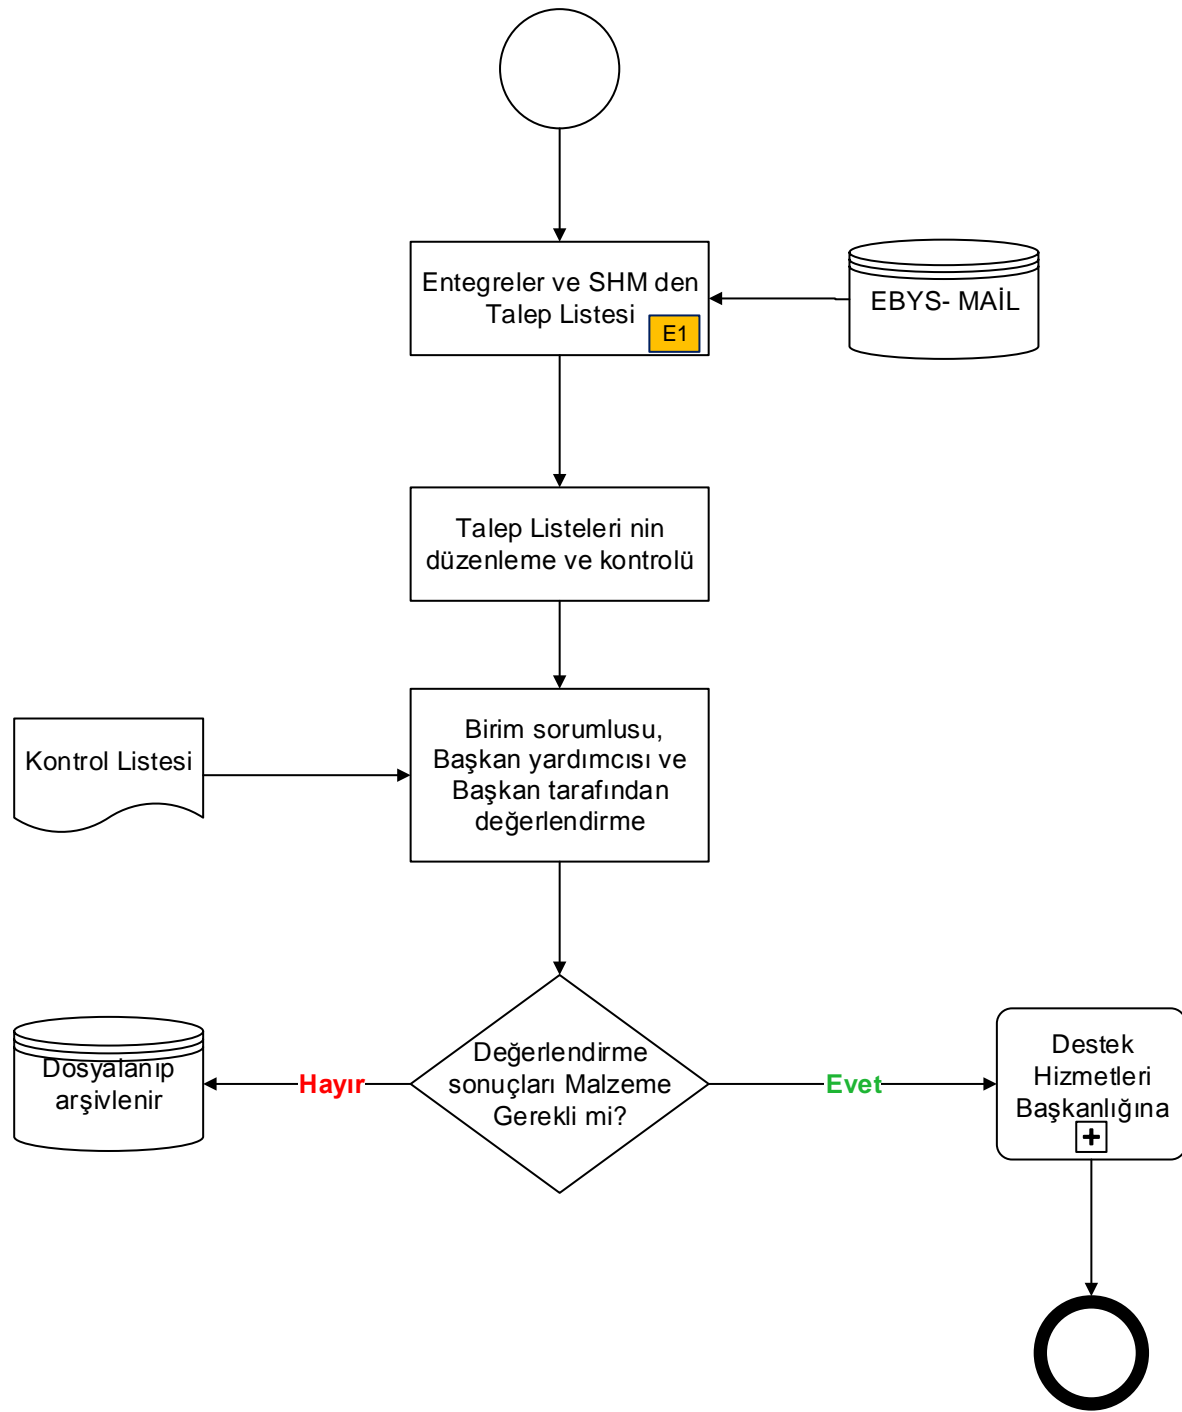 Entegreler ve SHM den
Talep Listesi
E1
EBYS- MAİL
Talep Listeleri nin
düzenleme ve kontrolü
Kontrol Listesi
Birim sorumlusu,
Başkan yardımcısı ve
Başkan tarafından
değerlendirme
Dosyalanıp
arşivlenir
Hayır
Değerlendirme
sonuçları Malzeme
Gerekli mi?
Evet
Destek
Hizmetleri
Başkanlığına